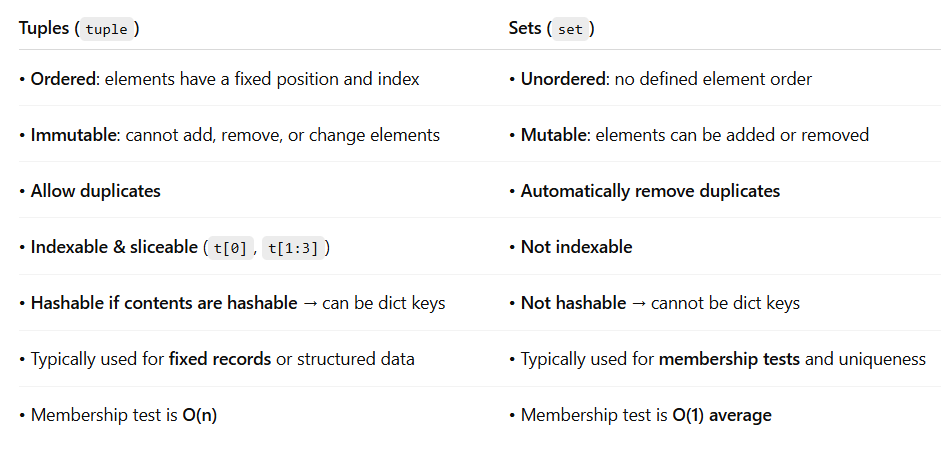 Tuples (tuple) Sets (set)
• Ordered: elements have a fixed position and index • Unordered: no defined element order
• Immutable: cannot add, remove, or change elements • Mutable: elements can be added or removed
• Allow duplicates • Automatically remove duplicates
• Indexable & sliceable (t[0], t[1:3]) • Not indexable
• Hashable if contents are hashable → can be dict keys • Not hashable → cannot be dict keys
• Typically used for fixed records or structured data • Typically used for membership tests and uniqueness
• Membership test is O(n) • Membership test is O(1) average